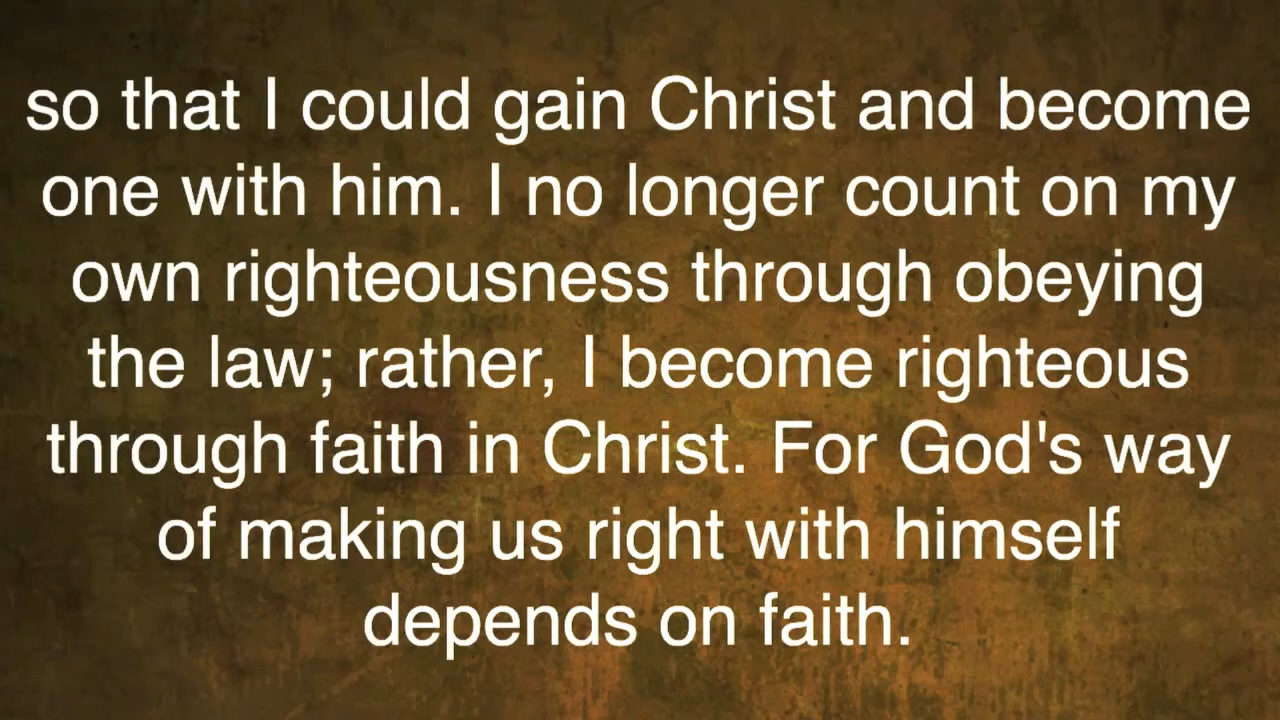 so that I could gain Christ and become
one with him. I no longer count on my
own righteousness through obeying
the law; rather, I become righteous
through faith in Christ. For God's way
of making us right with himself
depends on faith.